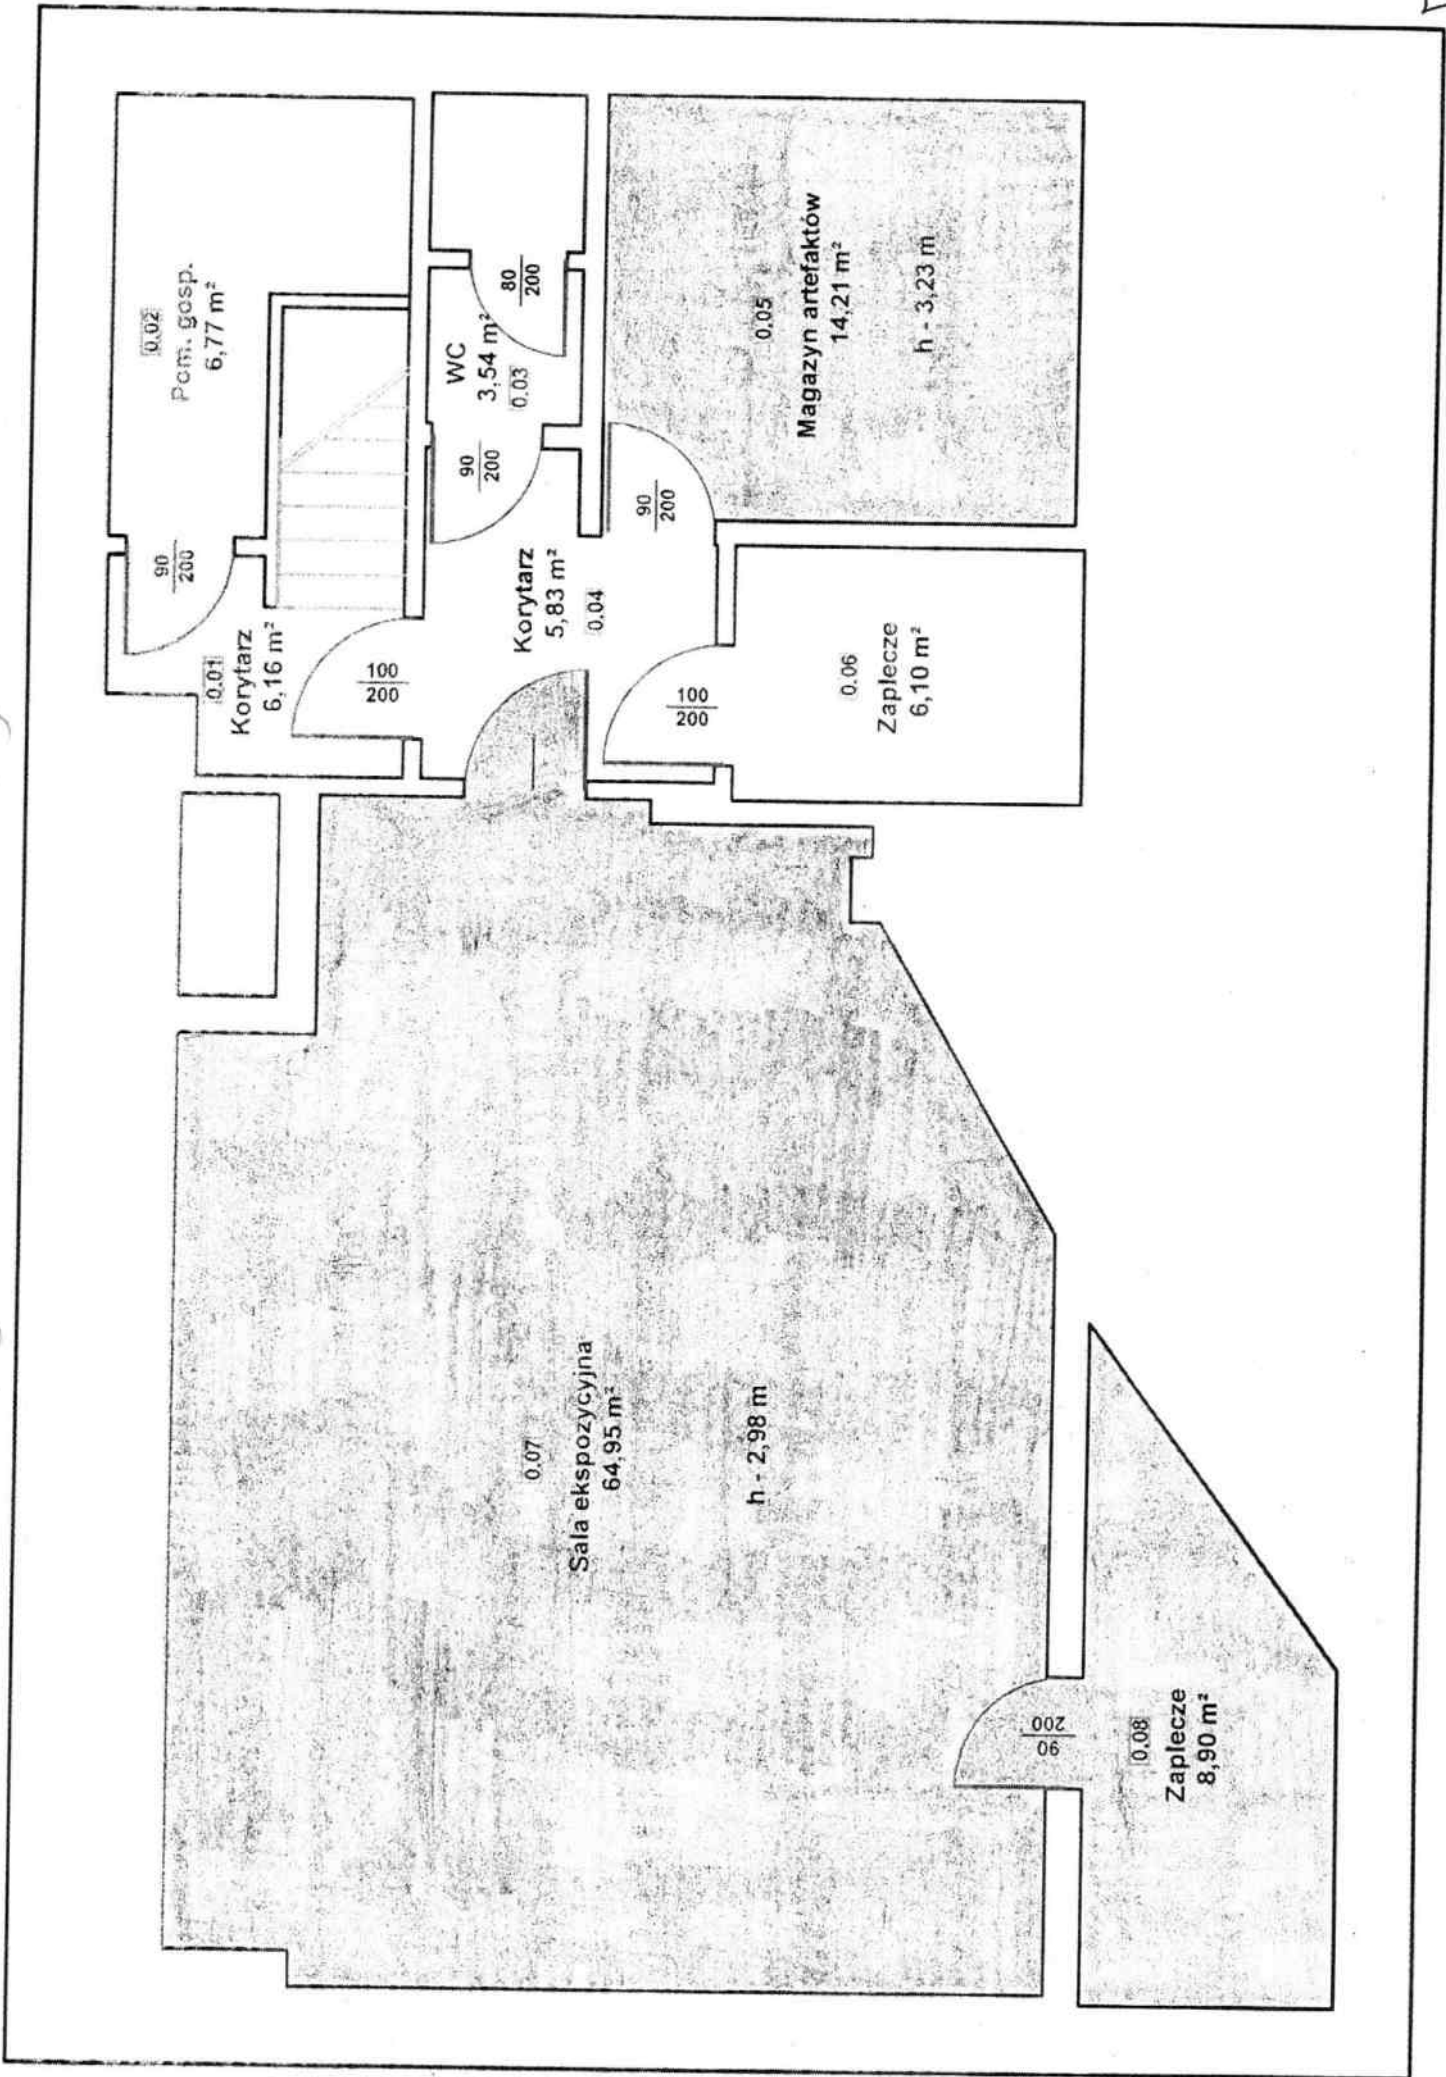 0.02
Pom. gosp.
6,77 m²
90
200
0.01
Korytarz
6,16 m²
100
200
WC
3,54 m²
0.03
80
200
90
200
Korytarz
5,83 m²
0.04
90
200
0.05
Magazyn artefaktów
14,21 m²
h - 3,23 m
100
200
0.06
Zaplecze
6,10 m²
0.07
Sala ekspozycyjna
64,95 m²
h - 2,98 m
90
200
0.08
Zaplecze
8,90 m²